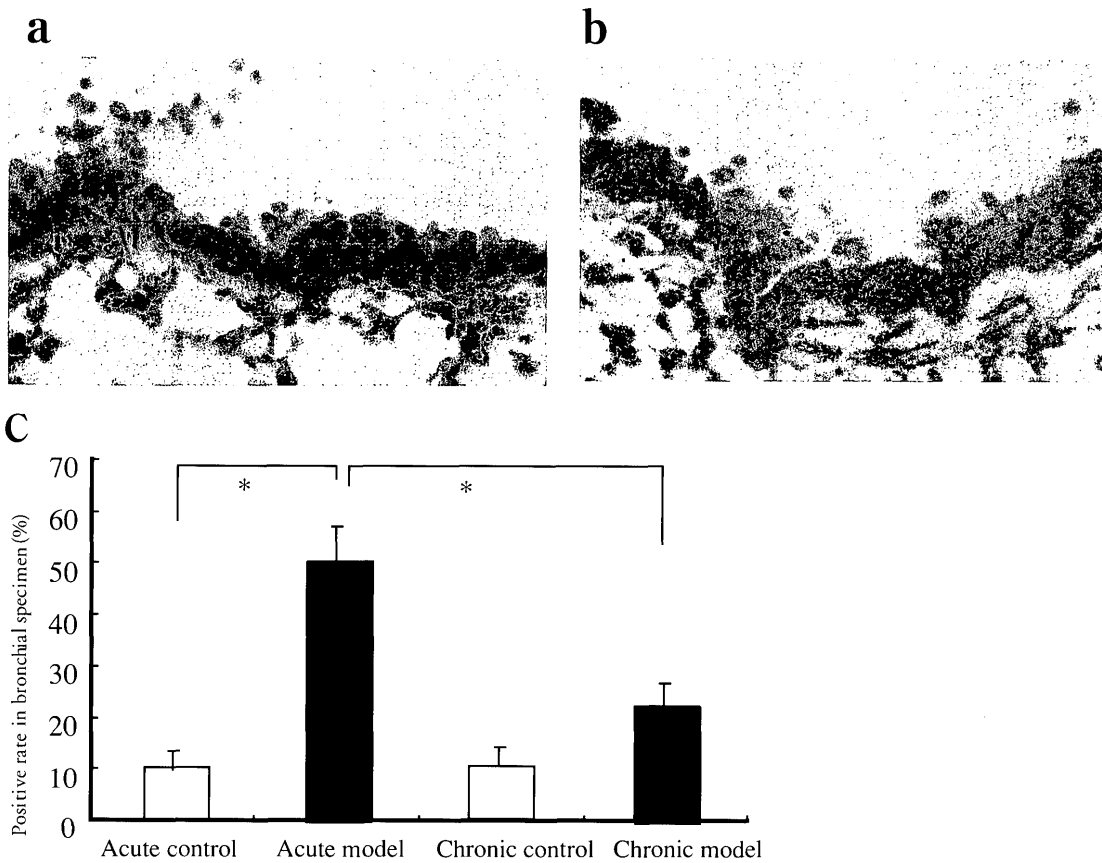 a
b
C
70
60
50
40
30
20
10
0
Positive rate in bronchial specimen (%)
*
*
Acute control
Acute model
Chronic control
Chronic model